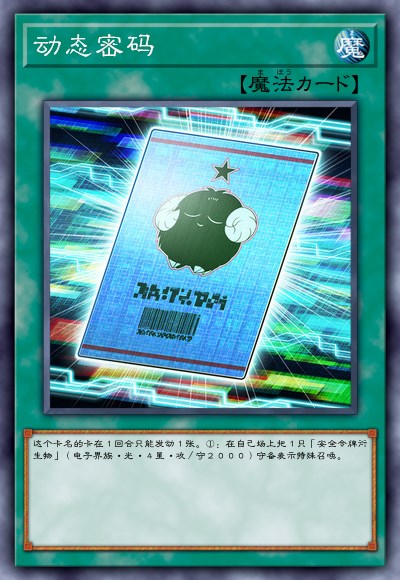 动态密码
魔
【魔法カード】
这个卡名的卡在1回合只能发动1张。①：在自己场上把1只「安全令牌衍
生物」（电子界族·光·4星·攻／守2000）守备表示特殊召唤。